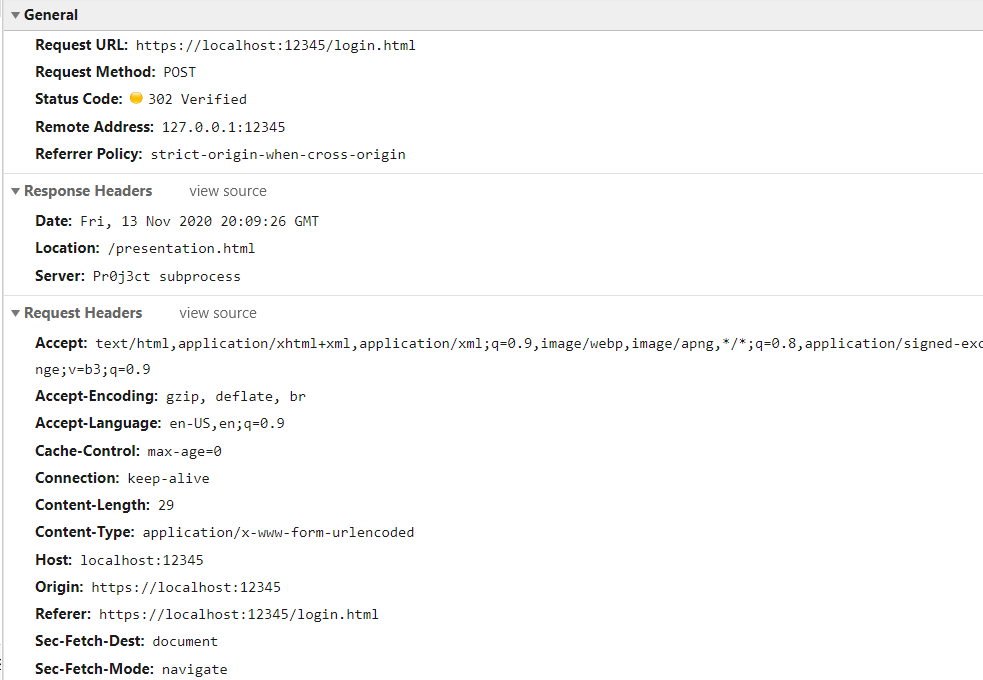 General
Request URL: https://localhost:12345/login.html
Request Method: POST
Status Code: 302 Verified
Remote Address: 127.0.0.1:12345
Referrer Policy: strict-origin-when-cross-origin
Response Headers view source
Date: Fri, 13 Nov 2020 20:09:26 GMT
Location: /presentation.html
Server: Pr0j3ct subprocess
Request Headers view source
Accept: text/html,application/xhtml+xml,application/xml;q=0.9,image/webp,image/apng,*/*;q=0.8,application/signed-exc
nge;v=b3;q=0.9
Accept-Encoding: gzip, deflate, br
Accept-Language: en-US,en;q=0.9
Cache-Control: max-age=0
Connection: keep-alive
Content-Length: 29
Content-Type: application/x-www-form-urlencoded
Host: localhost:12345
Origin: https://localhost:12345
Referer: https://localhost:12345/login.html
Sec-Fetch-Dest: document
Sec-Fetch-Mode: navigate